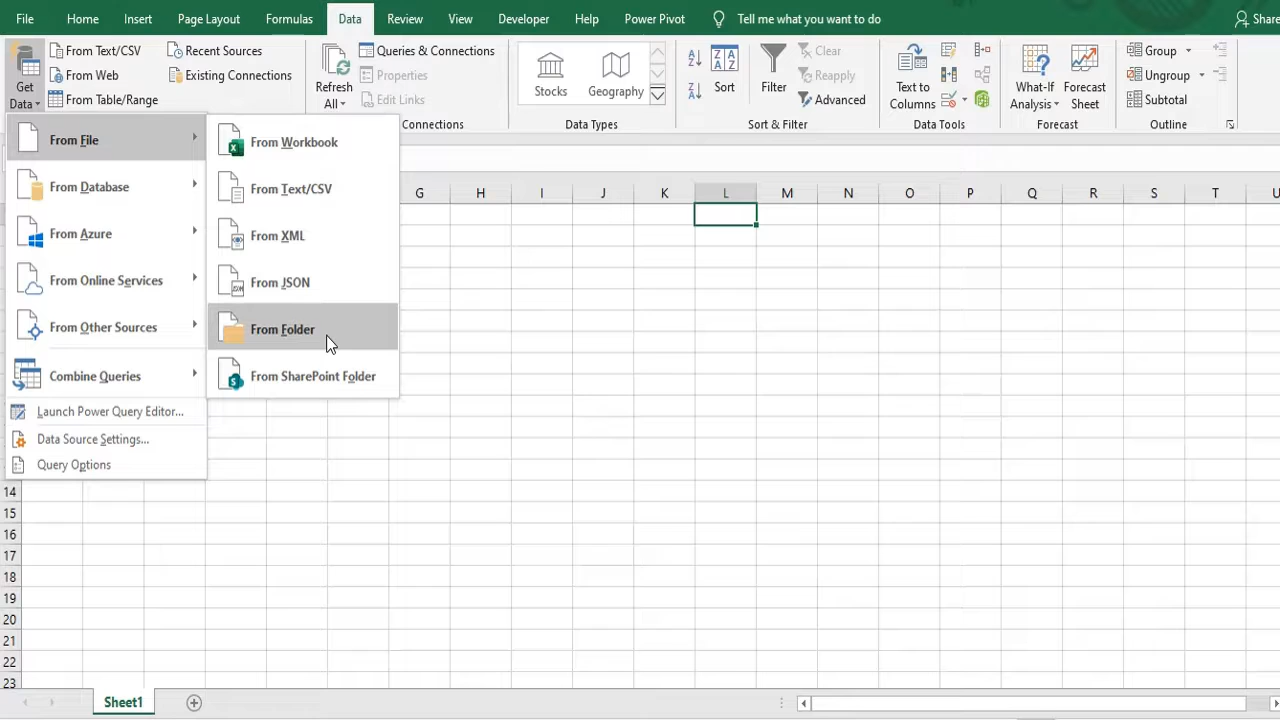 File Home Insert Page Layout Formulas Data Review View Developer Help Power Pivot Tell me what you want to do Share
Get Data
From Text/CSV
From Web
From Table/Range
Recent Sources
Existing Connections
Refresh All
Queries & Connections
Properties
Edit Links
Stocks
Geography
Sort
Filter
Clear
Reapply
Advanced
Text to Columns
What-If Analysis
Forecast Sheet
Group
Ungroup
Subtotal
Connections Data Types Sort & Filter Data Tools Forecast Outline
From File
From Database
From Azure
From Online Services
From Other Sources
Combine Queries
Launch Power Query Editor...
Data Source Settings...
Query Options
From Workbook
From Text/CSV
From XML
From JSON
From Folder
From SharePoint Folder
G H I J K L M N O P Q R S T U
14
15
16
17
18
19
20
21
22
23
Sheet1